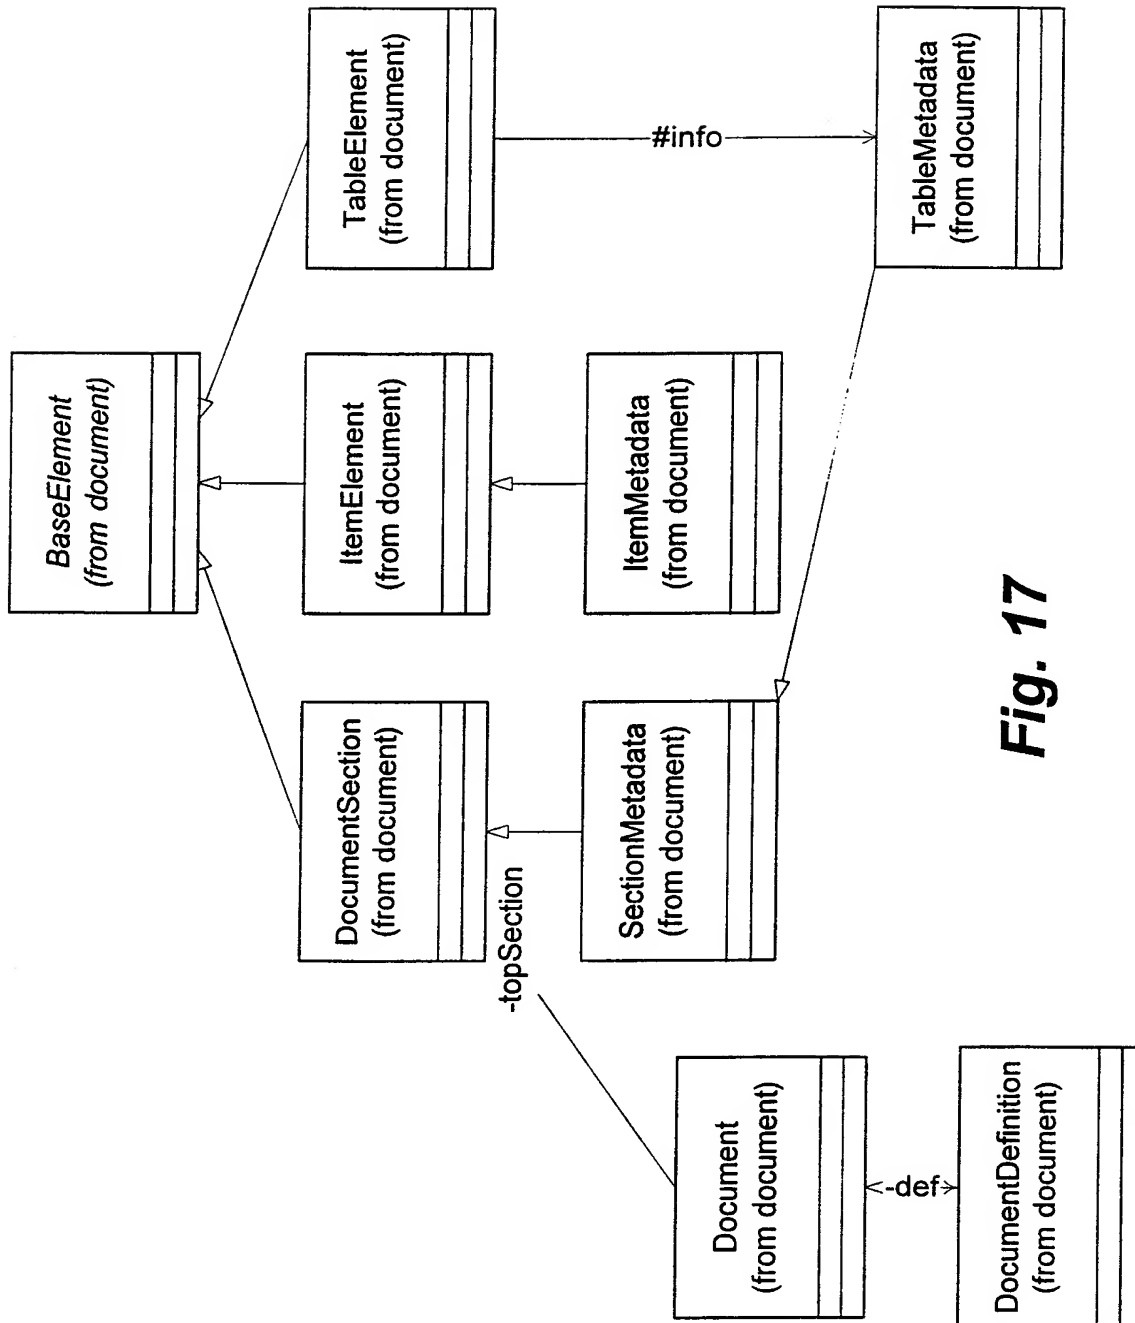 BaseElement
(from document)
DocumentSection
(from document)
ItemElement
(from document)
TableElement
(from document)
-topSection
#info
SectionMetadata
(from document)
ItemMetadata
(from document)
Document
(from document)
TableMetadata
(from document)
-def
DocumentDefinition
(from document)
Fig. 17